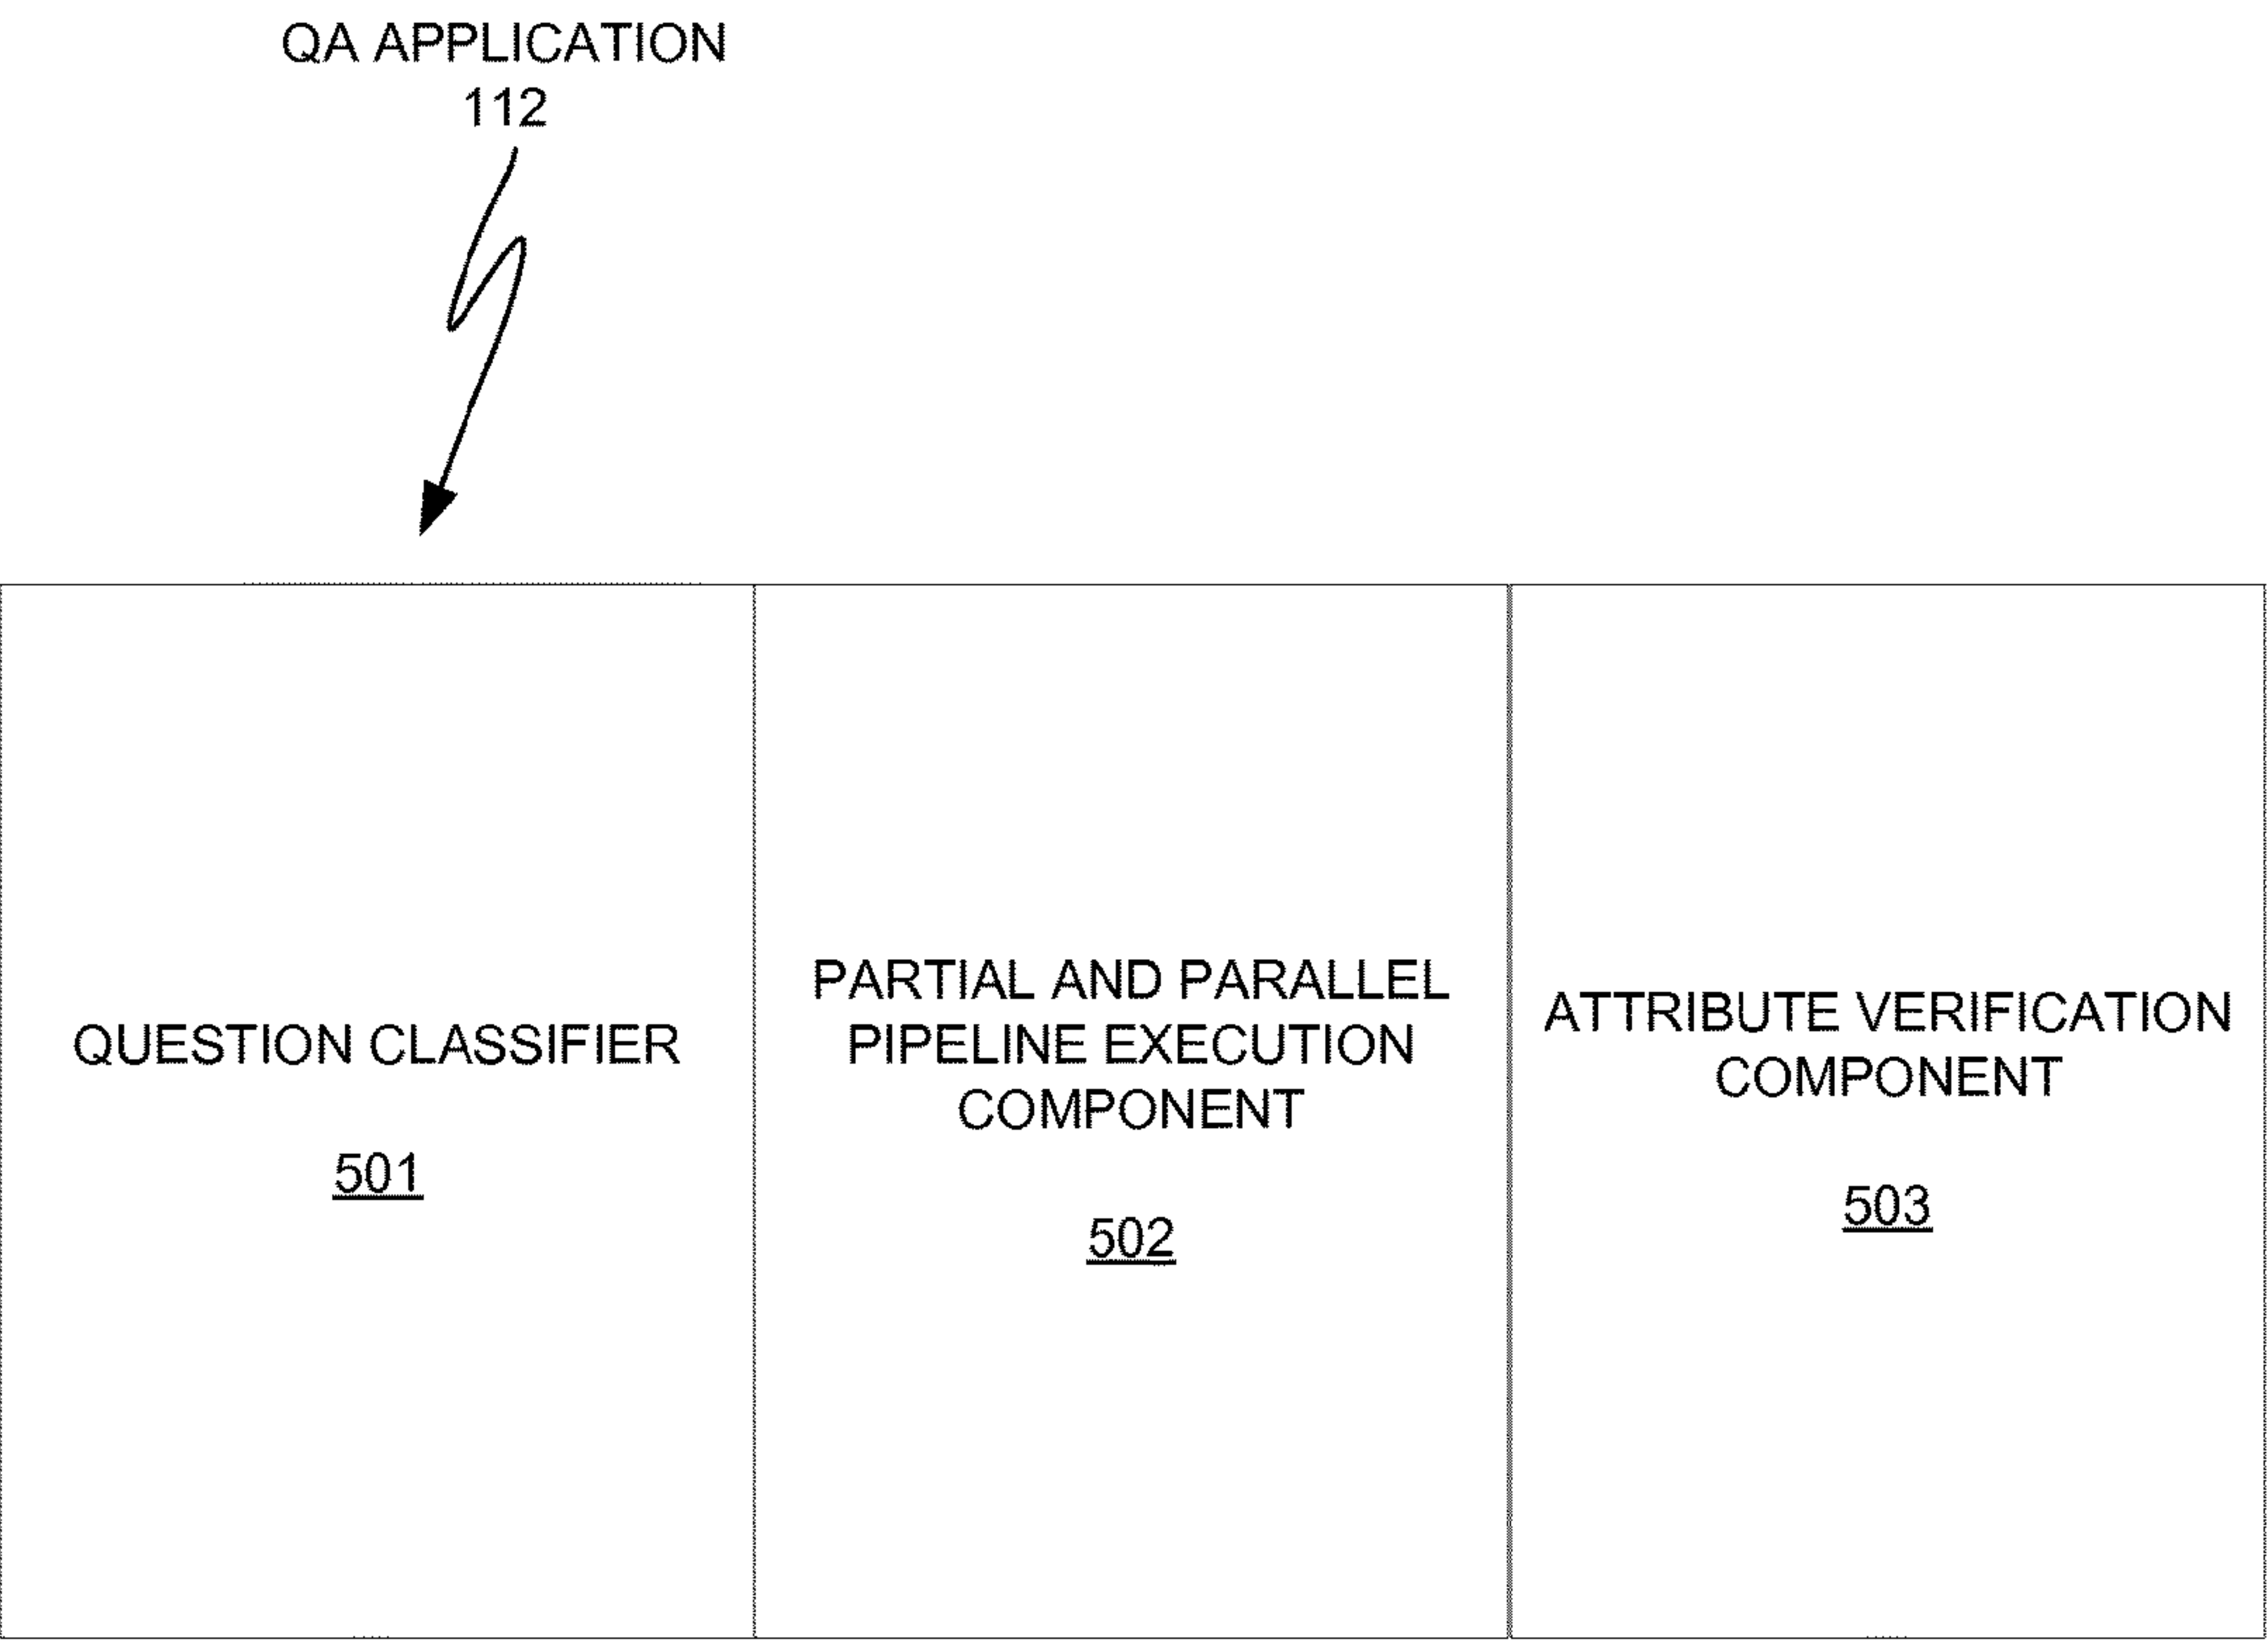 QA APPLICATION
112
QUESTION CLASSIFIER
501
PARTIAL AND PARALLEL
PIPELINE EXECUTION
COMPONENT
502
ATTRIBUTE VERIFICATION
COMPONENT
503